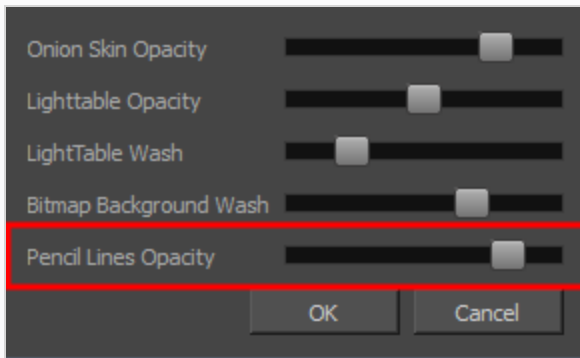 Onion Skin Opacity
Lighttable Opacity
LightTable Wash
Bitmap Background Wash
Pencil Lines Opacity
OK Cancel